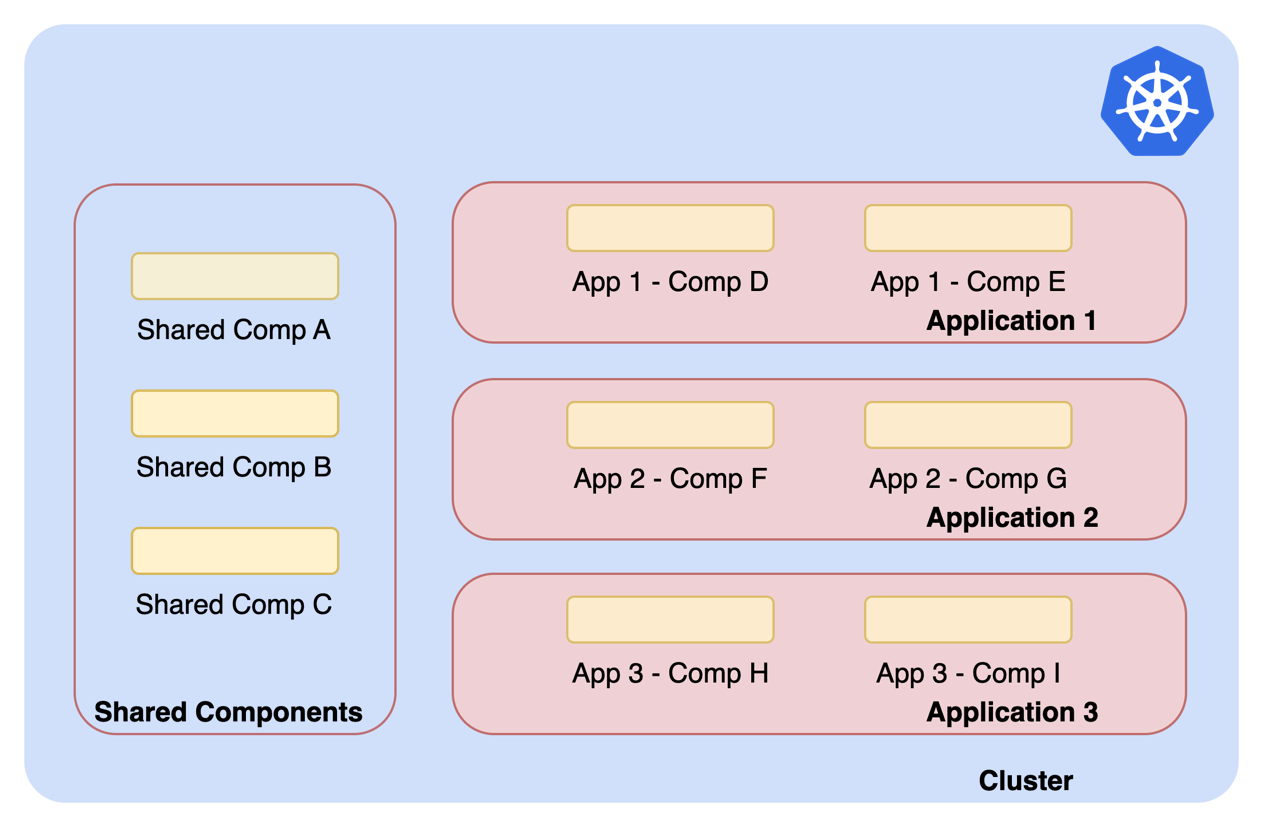 Shared Comp A
Shared Comp B
Shared Comp C
Shared Components
App 1 - Comp D
App 1 - Comp E
Application 1
App 2 - Comp F
App 2 - Comp G
Application 2
App 3 - Comp H
App 3 - Comp I
Application 3
Cluster